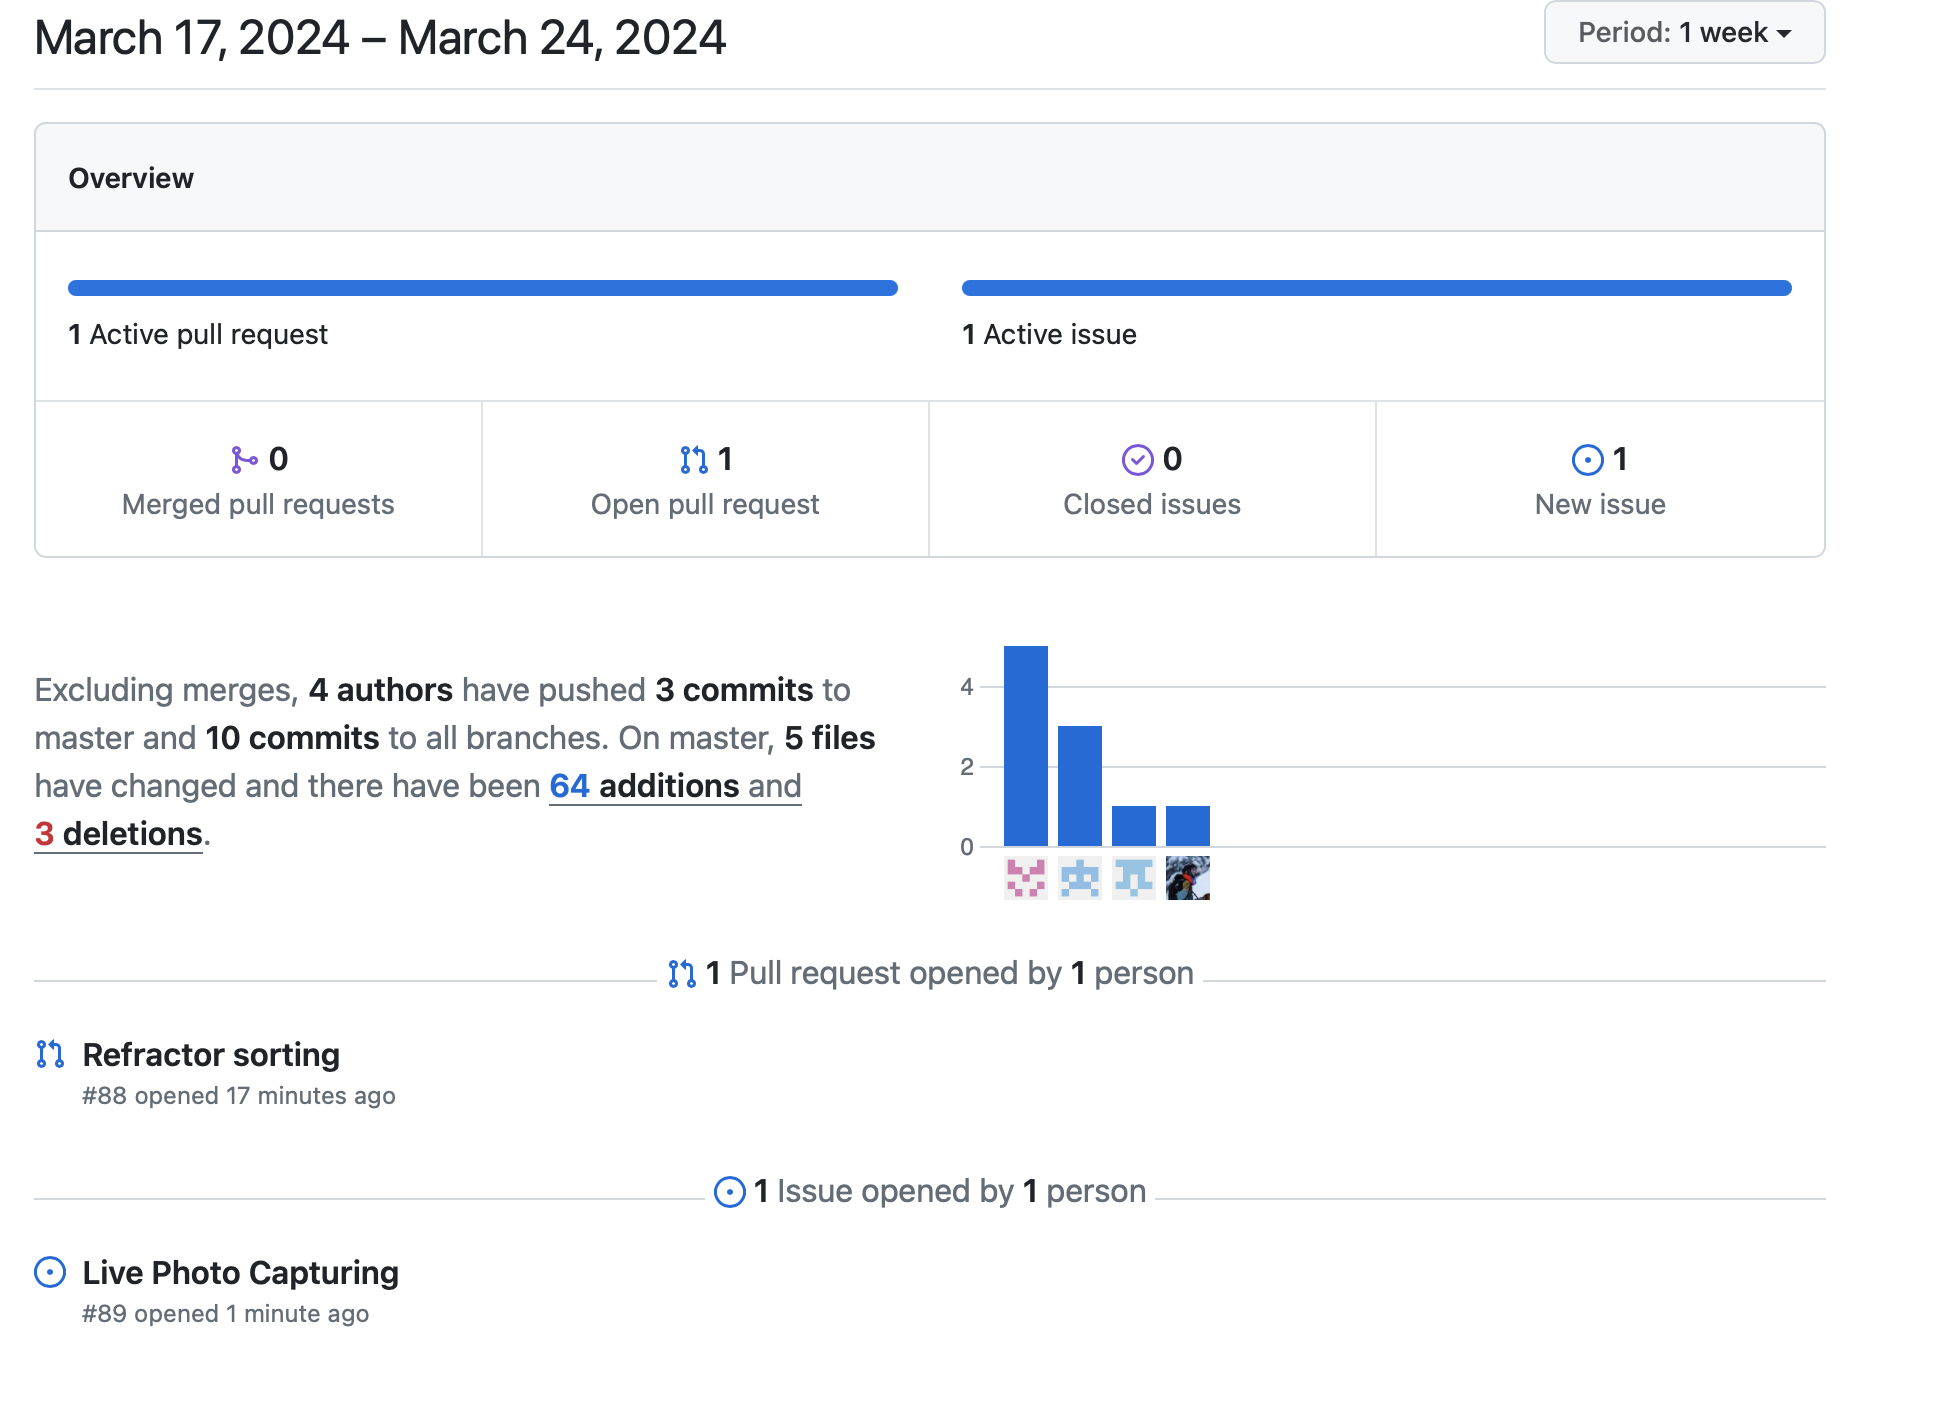 March 17, 2024 – March 24, 2024
Period: 1 week
Overview
1 Active pull request
1 Active issue
0
Merged pull requests
1
Open pull request
0
Closed issues
1
New issue
Excluding merges, 4 authors have pushed 3 commits to
master and 10 commits to all branches. On master, 5 files
have changed and there have been 64 additions and
3 deletions.
4
2
0
1 Pull request opened by 1 person
Refractor sorting
#88 opened 17 minutes ago
1 Issue opened by 1 person
Live Photo Capturing
#89 opened 1 minute ago